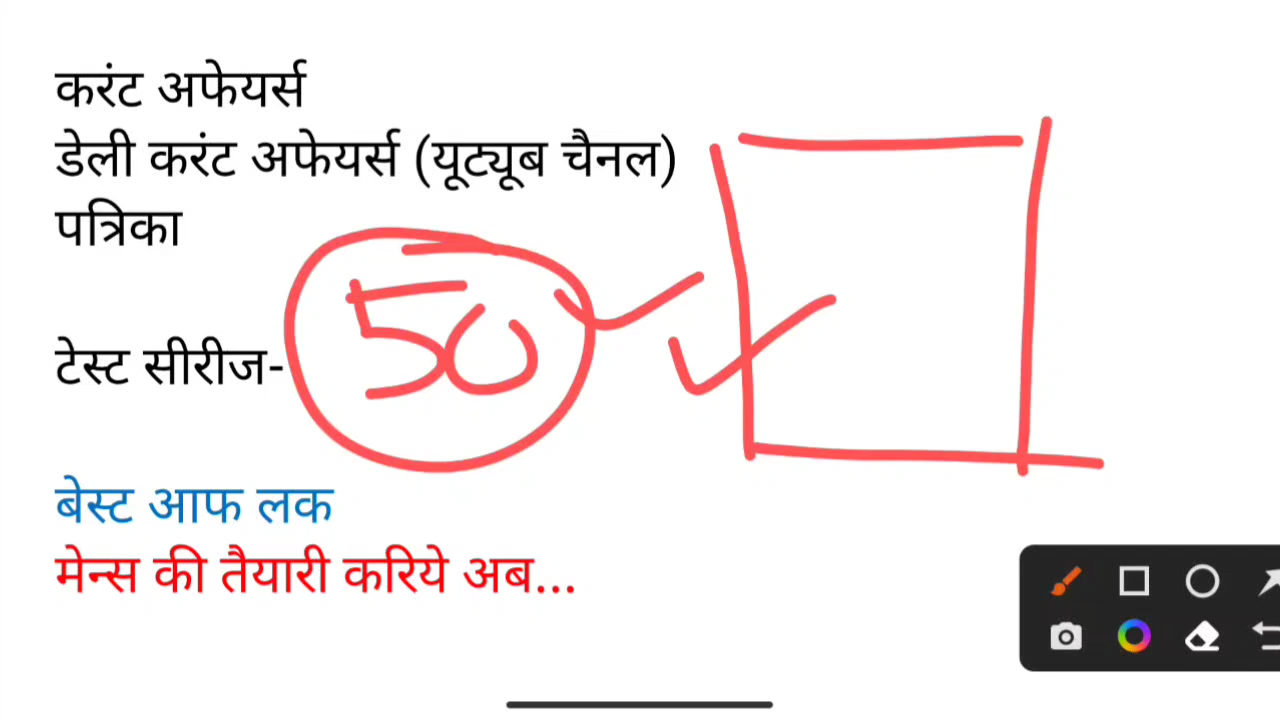 करंट अफेयर्स
डेली करंट अफेयर्स (यूट्यूब चैनल)
पत्रिका
टेस्ट सीरीज- 50
बेस्ट आफ लक
मेन्स की तैयारी करिये अब...